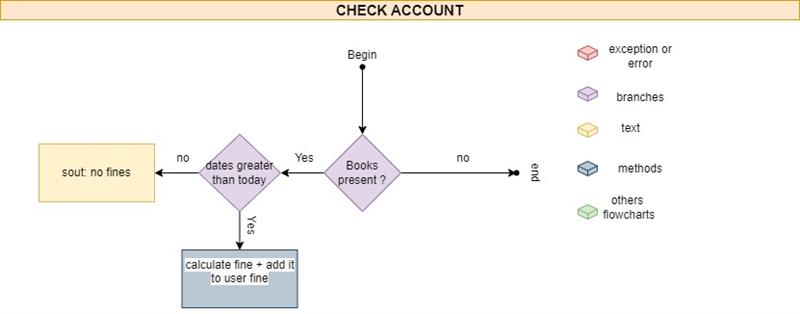 CHECK ACCOUNT
Begin
exception or
error
branches
text
methods
others
flowcharts
Books
present ?
Yes
no
end
dates greater
than today
no
sout: no fines
Yes
calculate fine + add it
to user fine